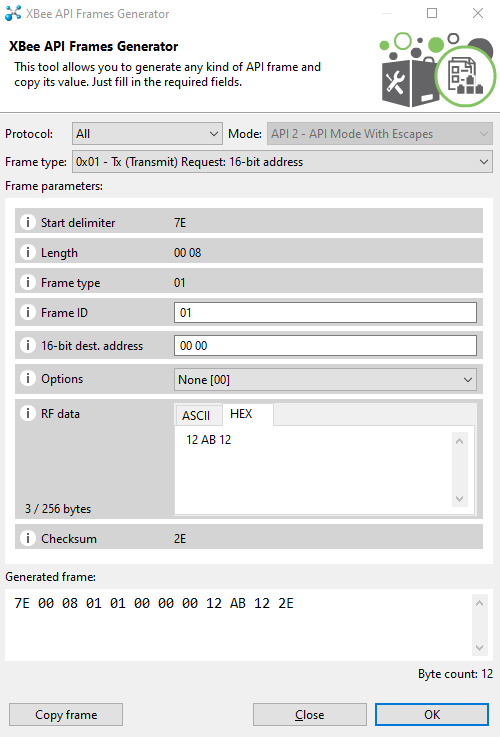 XBee API Frames Generator
XBee API Frames Generator
This tool allows you to generate any kind of API frame and
copy its value. Just fill in the required fields.
Protocol: All Mode: API 2 - API Mode With Escapes
Frame type: 0x01 - Tx (Transmit) Request: 16-bit address
Frame parameters:
i Start delimiter 7E
i Length 00 08
i Frame type 01
i Frame ID 01
i 16-bit dest. address 00 00
i Options None [00]
i RF data ASCII HEX
12 AB 12
3 / 256 bytes
i Checksum 2E
Generated frame:
7E 00 08 01 01 00 00 00 12 AB 12 2E
Byte count: 12
Copy frame Close OK